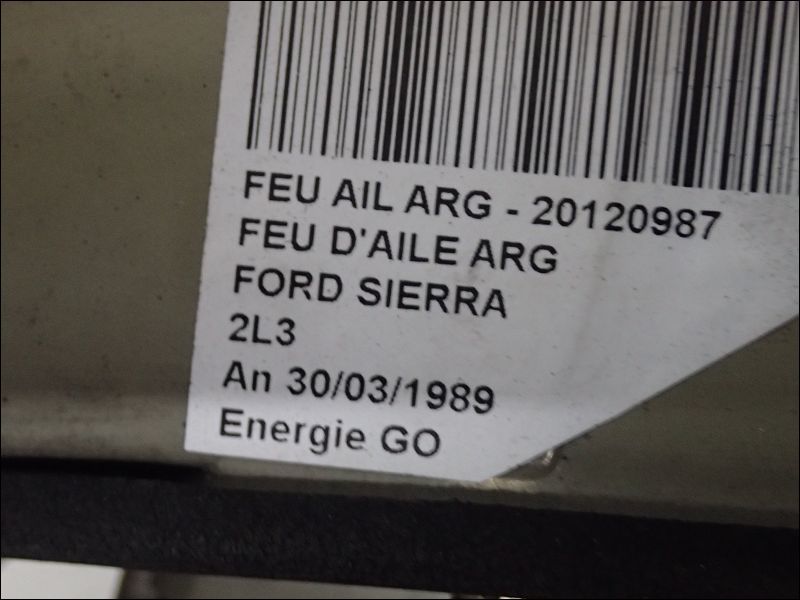 FEU AIL ARG - 20120987
FEU D'AILE ARG
FORD SIERRA
2L3
An 30/03/1989
Energie GO